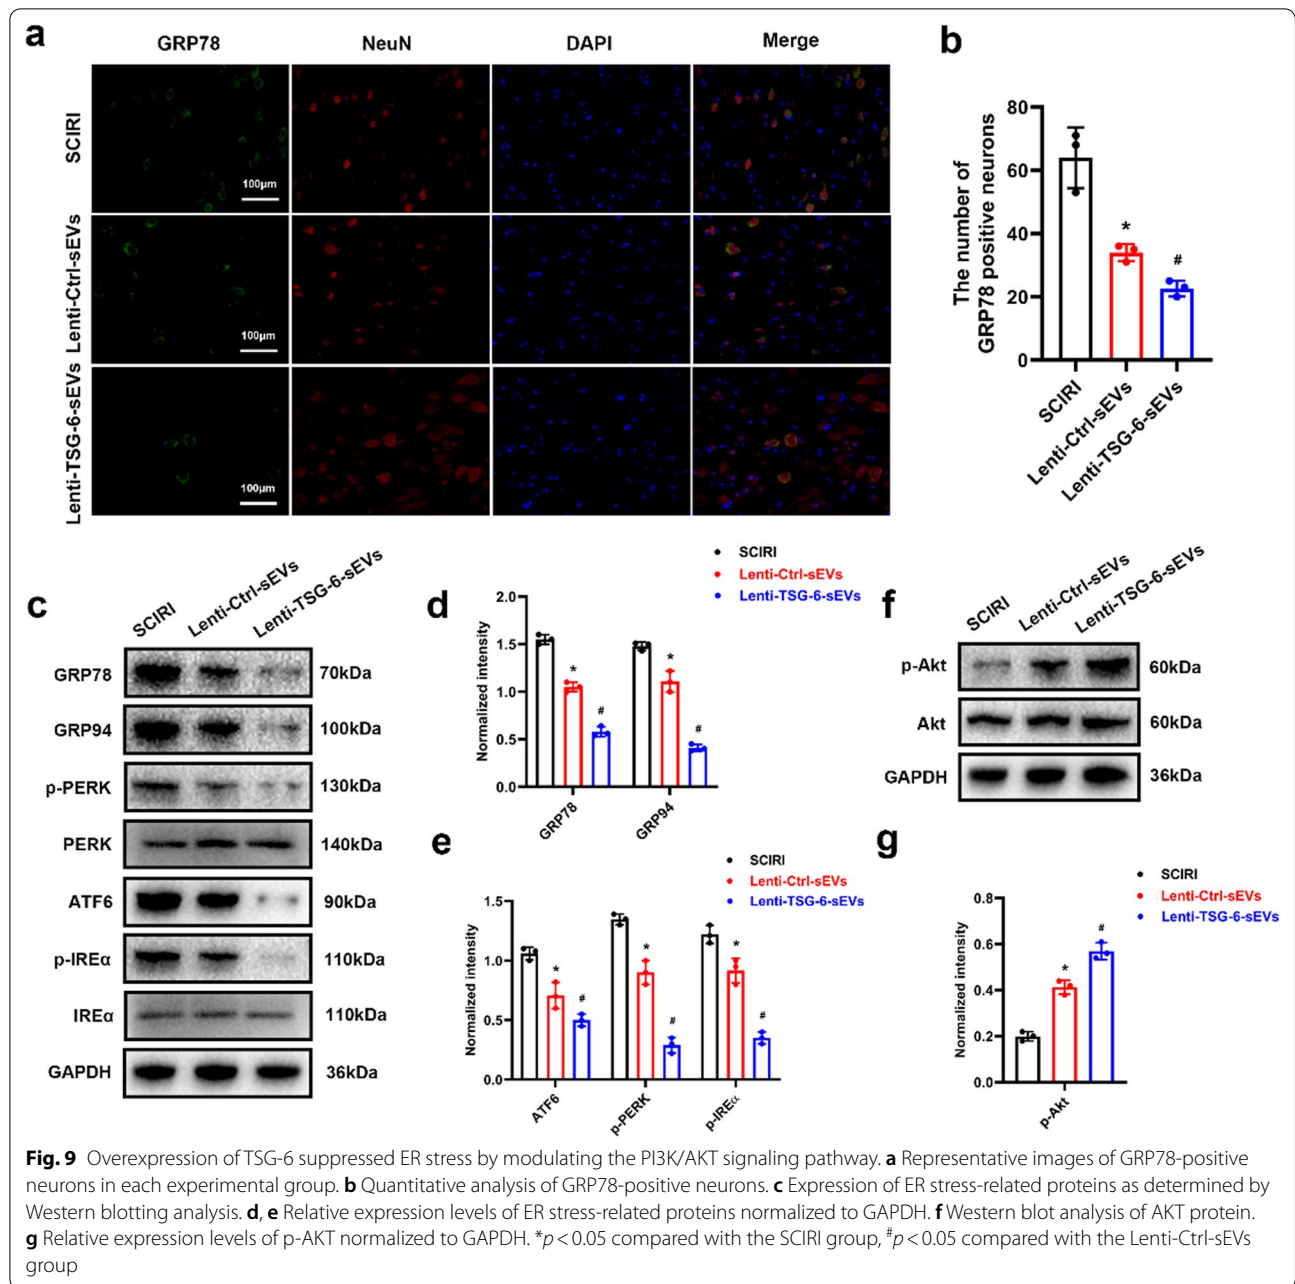 a
GRP78 NeuN DAPI Merge
SCIRI
100μm
Lenti-Ctrl-sEVs
100μm
Lenti-TSG-6-sEVs
100μm
b
The number of
GRP78 positive neurons
80
60
40
20
0
*
#
SCIRI
Lenti-Ctrl-sEVs
Lenti-TSG-6-sEVs
c
SCIRI Lenti-Ctrl-sEVs Lenti-TSG-6-sEVs
GRP78 70kDa
GRP94 100kDa
p-PERK 130kDa
PERK 140kDa
ATF6 90kDa
p-IREα 110kDa
IREα 110kDa
GAPDH 36kDa
d
SCIRI
Lenti-Ctrl-sEVs
Lenti-TSG-6-sEVs
Normalized intensity
2.0
1.5
1.0
0.5
0.0
* # * #
GRP78 GRP94
e
SCIRI
Lenti-Ctrl-sEVs
Lenti-TSG-6-sEVs
Normalized intensity
1.5
1.0
0.5
0.0
* # * # * #
ATF6 p-PERK p-IREα
f
SCIRI Lenti-Ctrl-sEVs Lenti-TSG-6-sEVs
p-Akt 60kDa
Akt 60kDa
GAPDH 36kDa
g
SCIRI
Lenti-Ctrl-sEVs
Lenti-TSG-6-sEVs
Normalized intensity
0.8
0.6
0.4
0.2
0.0
* #
p-Akt
Fig. 9 Overexpression of TSG-6 suppressed ER stress by modulating the PI3K/AKT signaling pathway. a Representative images of GRP78-positive
neurons in each experimental group. b Quantitative analysis of GRP78-positive neurons. c Expression of ER stress-related proteins as determined by
Western blotting analysis. d, e Relative expression levels of ER stress-related proteins normalized to GAPDH. f Western blot analysis of AKT protein.
g Relative expression levels of p-AKT normalized to GAPDH. *p < 0.05 compared with the SCIRI group, #p < 0.05 compared with the Lenti-Ctrl-sEVs
group